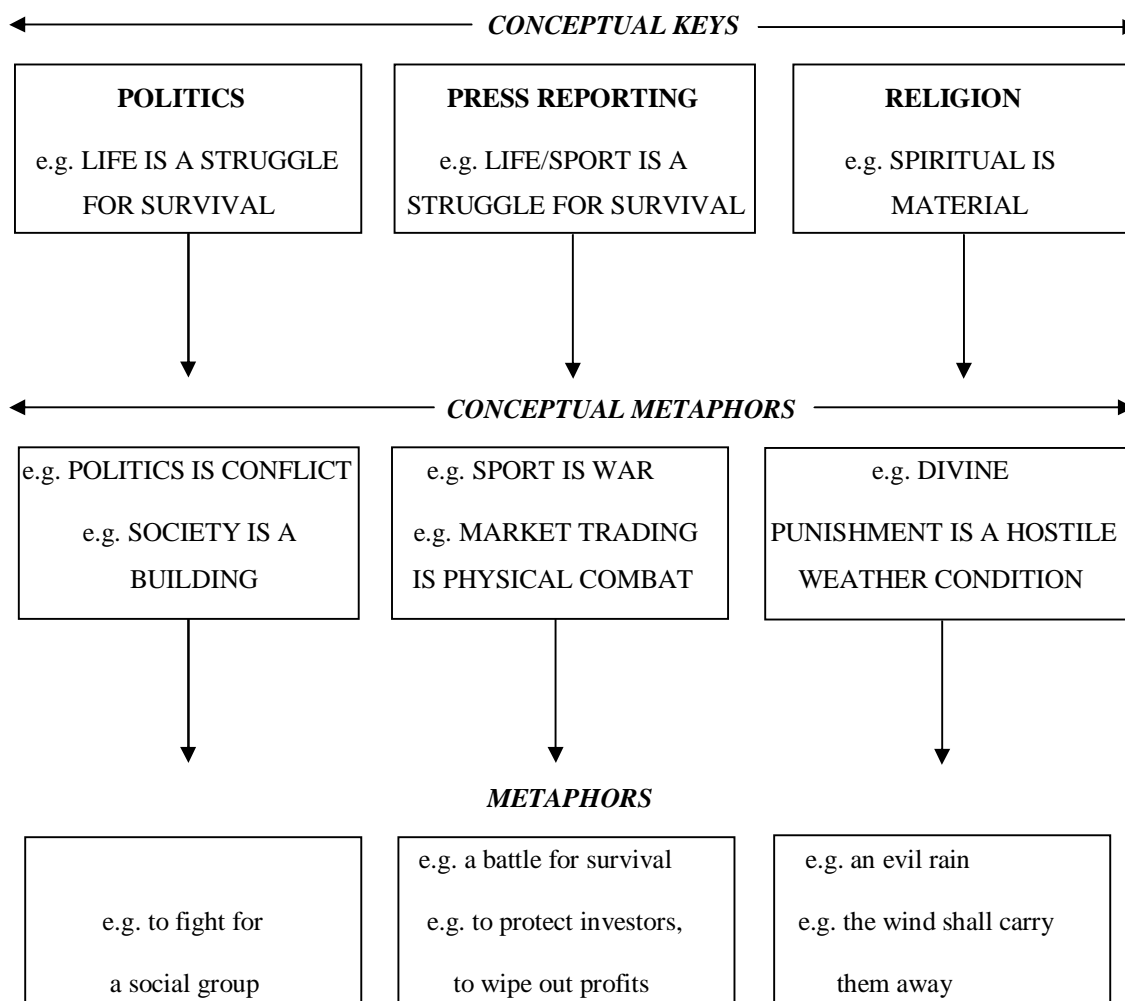 CONCEPTUAL KEYS
POLITICS
e.g. LIFE IS A STRUGGLE
FOR SURVIVAL
PRESS REPORTING
e.g. LIFE/SPORT IS A
STRUGGLE FOR SURVIVAL
RELIGION
e.g. SPIRITUAL IS
MATERIAL
CONCEPTUAL METAPHORS
e.g. POLITICS IS CONFLICT
e.g. SOCIETY IS A
BUILDING
e.g. SPORT IS WAR
e.g. MARKET TRADING
IS PHYSICAL COMBAT
e.g. DIVINE
PUNISHMENT IS A HOSTILE
WEATHER CONDITION
METAPHORS
e.g. to fight for
a social group
e.g. a battle for survival
e.g. to protect investors,
to wipe out profits
e.g. an evil rain
e.g. the wind shall carry
them away